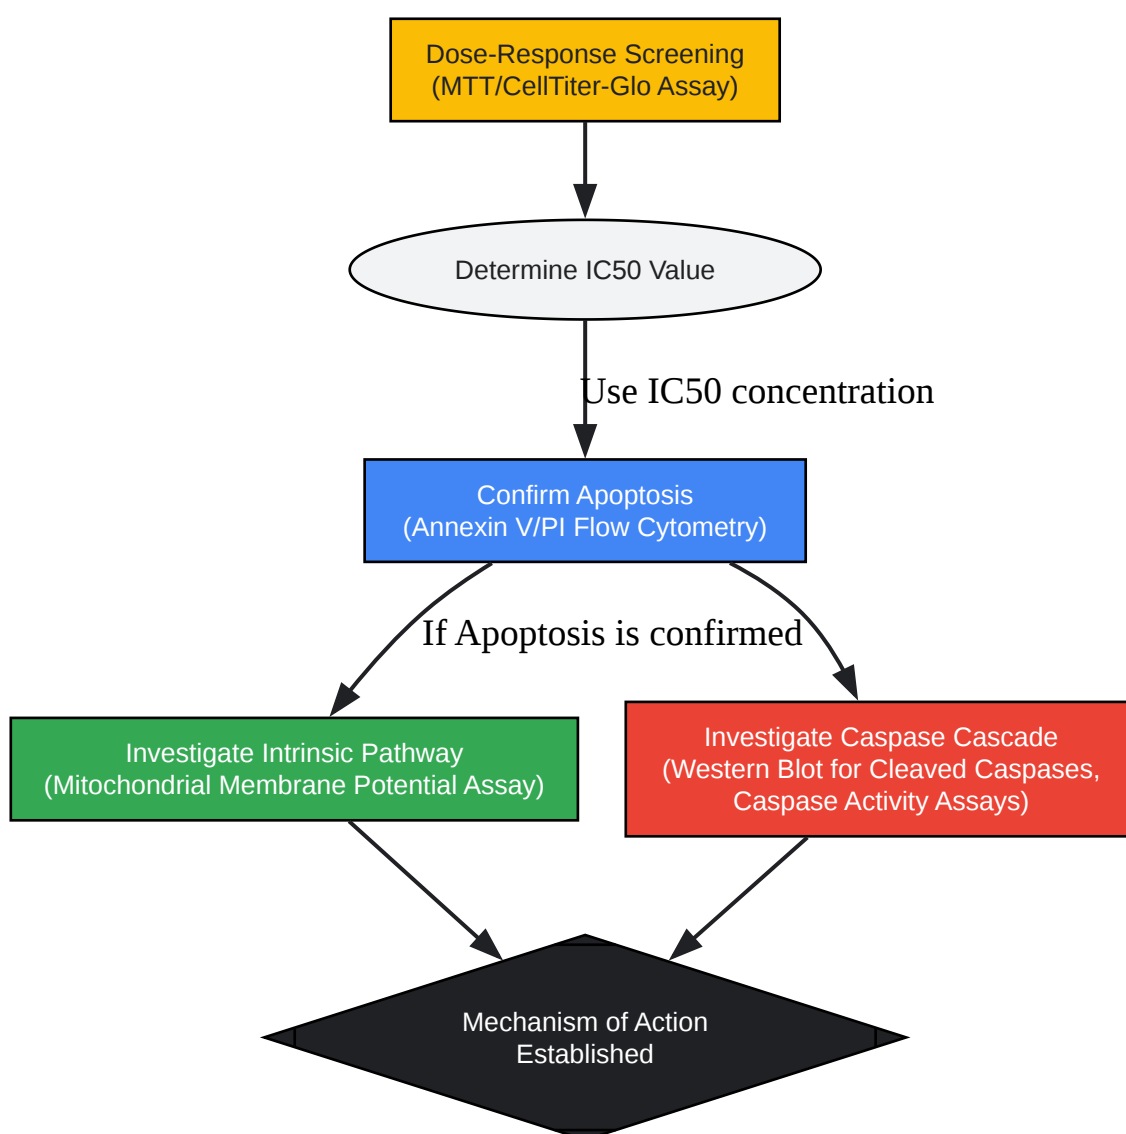 Dose-Response Screening
(MTT/CellTiter-Glo Assay)
Determine IC50 Value
Use IC50 concentration
Confirm Apoptosis
(Annexin V/PI Flow Cytometry)
If Apoptosis is confirmed
Investigate Intrinsic Pathway
(Mitochondrial Membrane Potential Assay)
Investigate Caspase Cascade
(Western Blot for Cleaved Caspases,
Caspase Activity Assays)
Mechanism of Action
Established